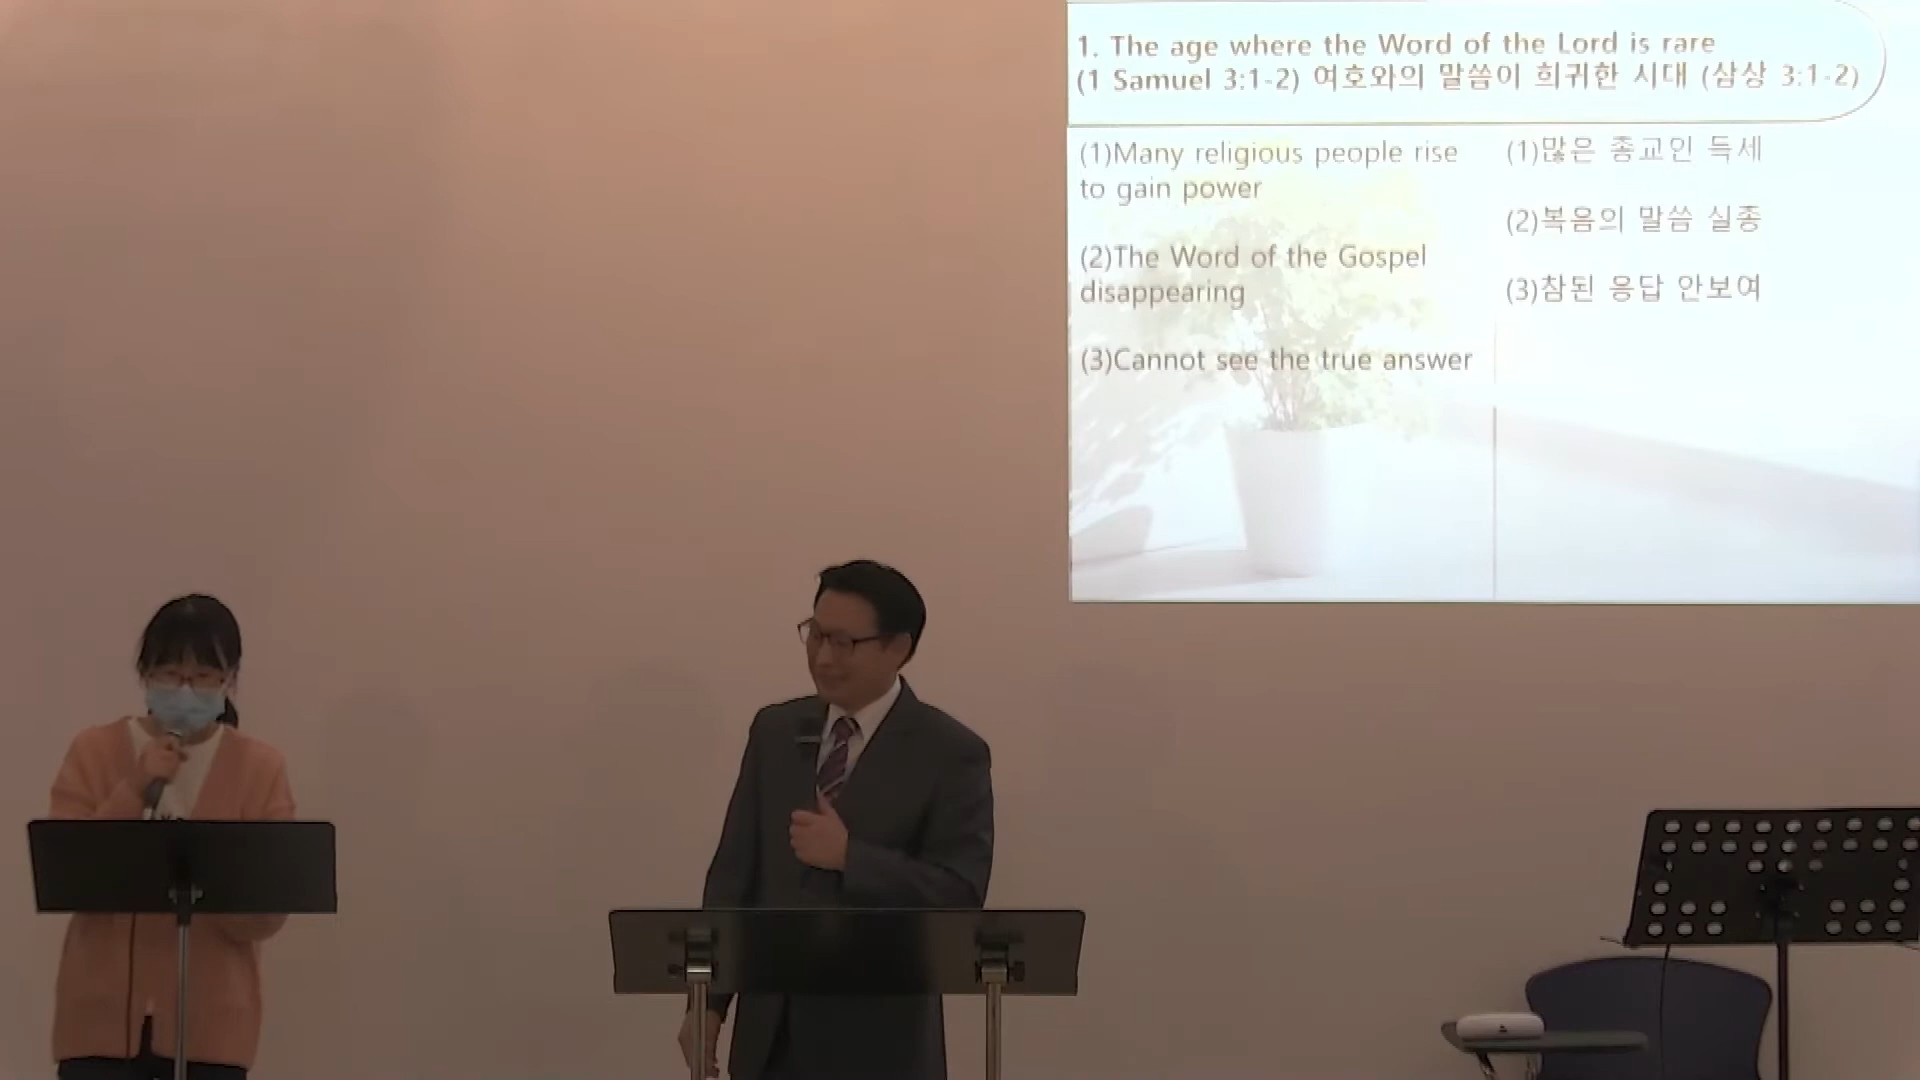 1. The age where the Word of the Lord is rare
(1 Samuel 3:1-2) 여호와의 말씀이 희귀한 시대 (삼상 3:1-2)
(1)Many religious people rise
to gain power
(2)The Word of the Gospel
disappearing
(3)Cannot see the true answer
(1)많은 종교인 득세
(2)복음의 말씀 실종
(3)참된 응답 안보여